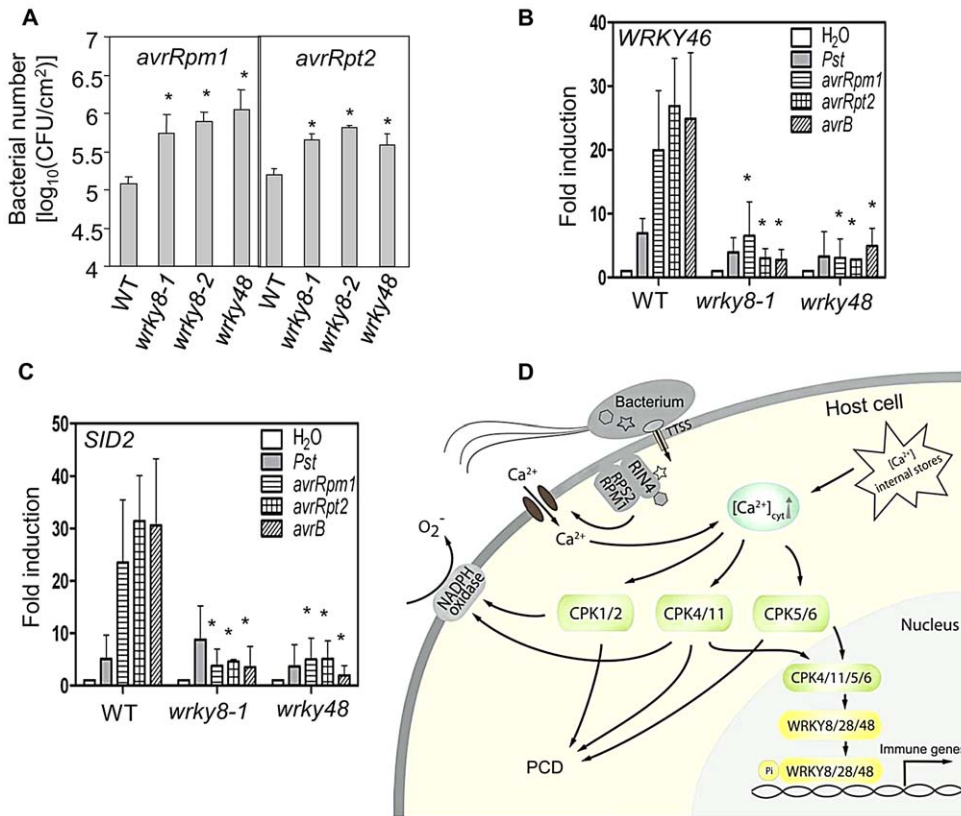 A
Bacterial number
[log₁₀(CFU/cm²)]
7
6.5
6
5.5
5
4.5
4
avrRpm1
avrRpt2
* * * * * *
WT
wrky8-1
wrky8-2
wrky48
WT
wrky8-1
wrky8-2
wrky48
B
WRKY46
Fold induction
40
30
20
10
0
H₂O
Pst
avrRpm1
avrRpt2
avrB
* * * * * *
WT wrky8-1 wrky48
C
SID2
Fold induction
50
40
30
20
10
0
H₂O
Pst
avrRpm1
avrRpt2
avrB
* * * * * *
WT wrky8-1 wrky48
D
Bacterium
Host cell
TTSS
RIN4
RPS2
RPM1
Ca²⁺
Ca²⁺
[Ca²⁺]cyt
[Ca²⁺]
internal stores
O₂⁻
NADPH
oxidase
CPK1/2
CPK4/11
CPK5/6
Nucleus
CPK4/11/5/6
WRKY8/28/48
Immune genes
Pi
WRKY8/28/48
PCD